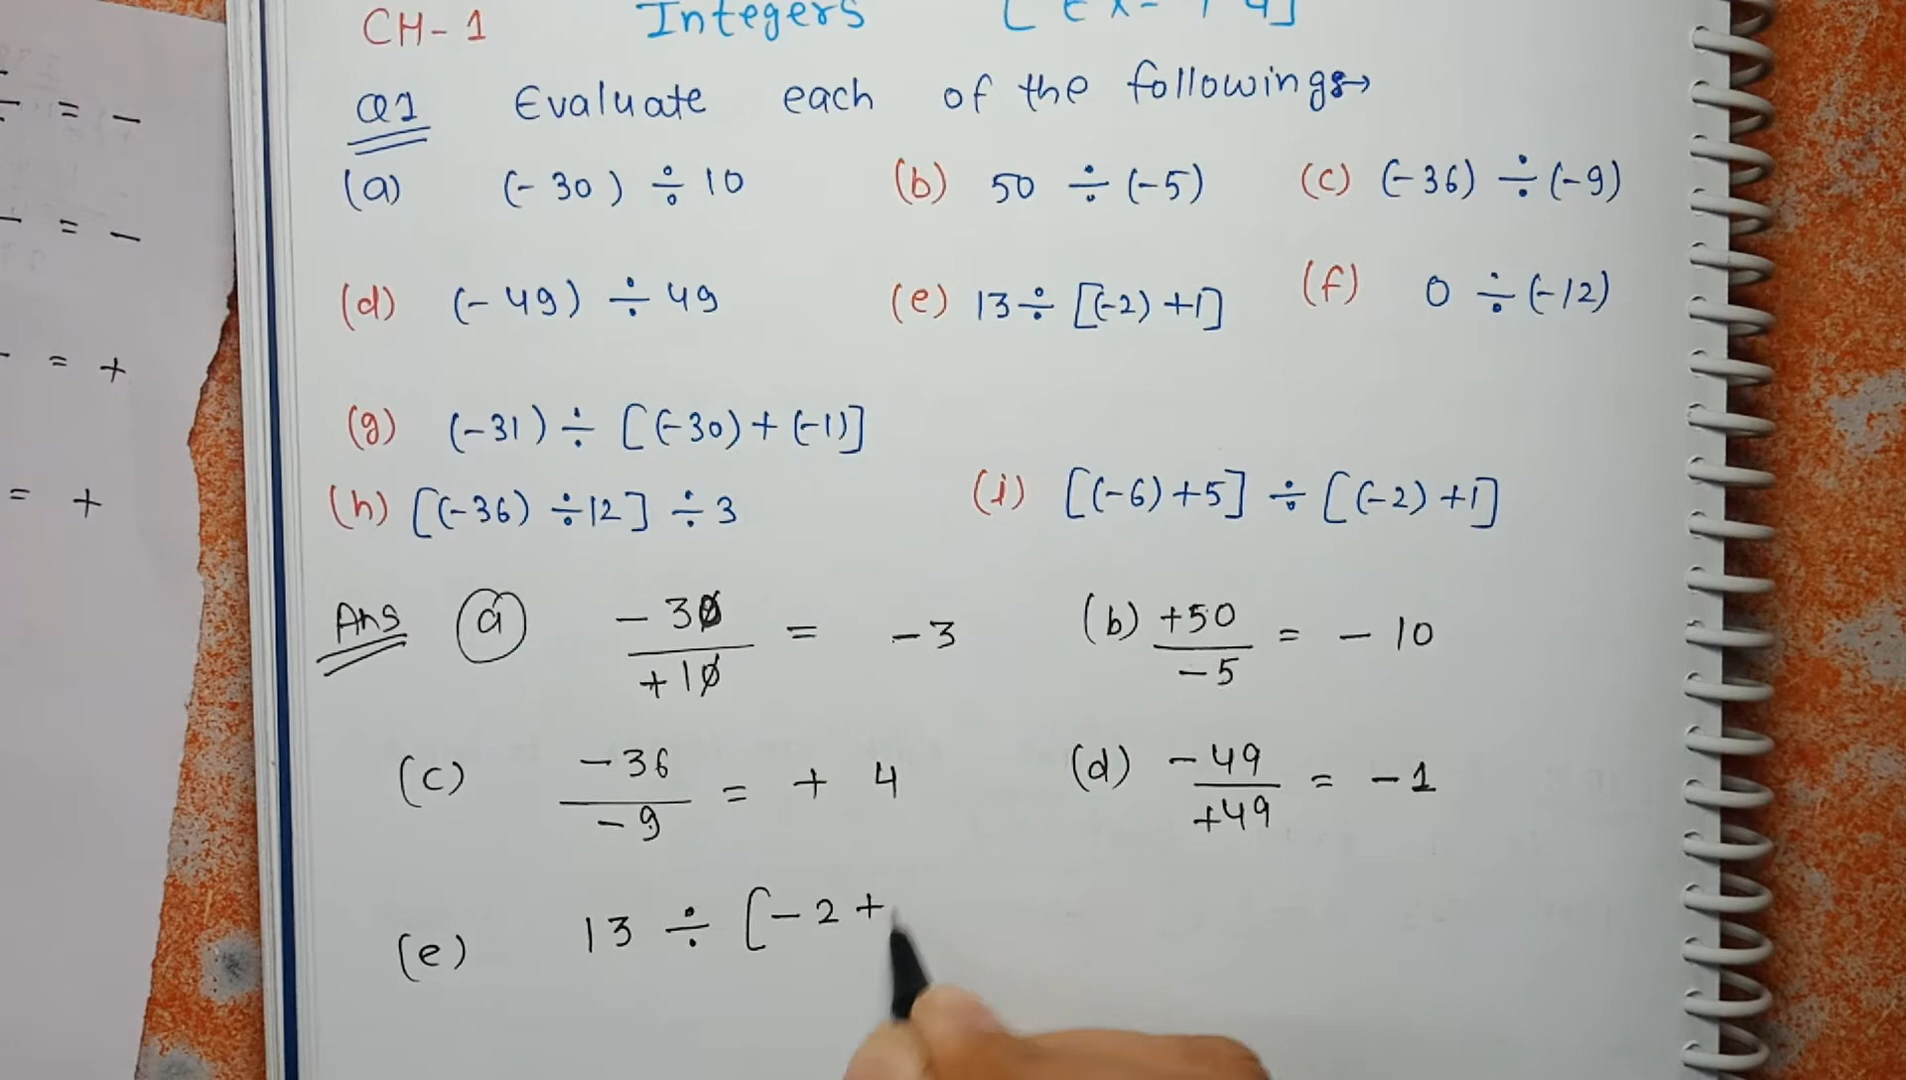 CH-1 Integers
Q1 Evaluate each of the followings→
(a) (-30) ÷ 10 (b) 50 ÷ (-5) (c) (-36) ÷ (-9)
(d) (-49) ÷ 49 (e) 13 ÷ [(-2) +1] (f) 0 ÷ (-12)
(g) (-31) ÷ [(-30) + (-1)]
(h) [(-36) ÷ 12] ÷ 3 (i) [(-6) +5] ÷ [(-2) +1]
Ans (a) -30/+10 = -3 (b) +50/-5 = -10
(c) -36/-9 = + 4 (d) -49/+49 = -1
(e) 13 ÷ [-2 +
= -
= -
= +
= +